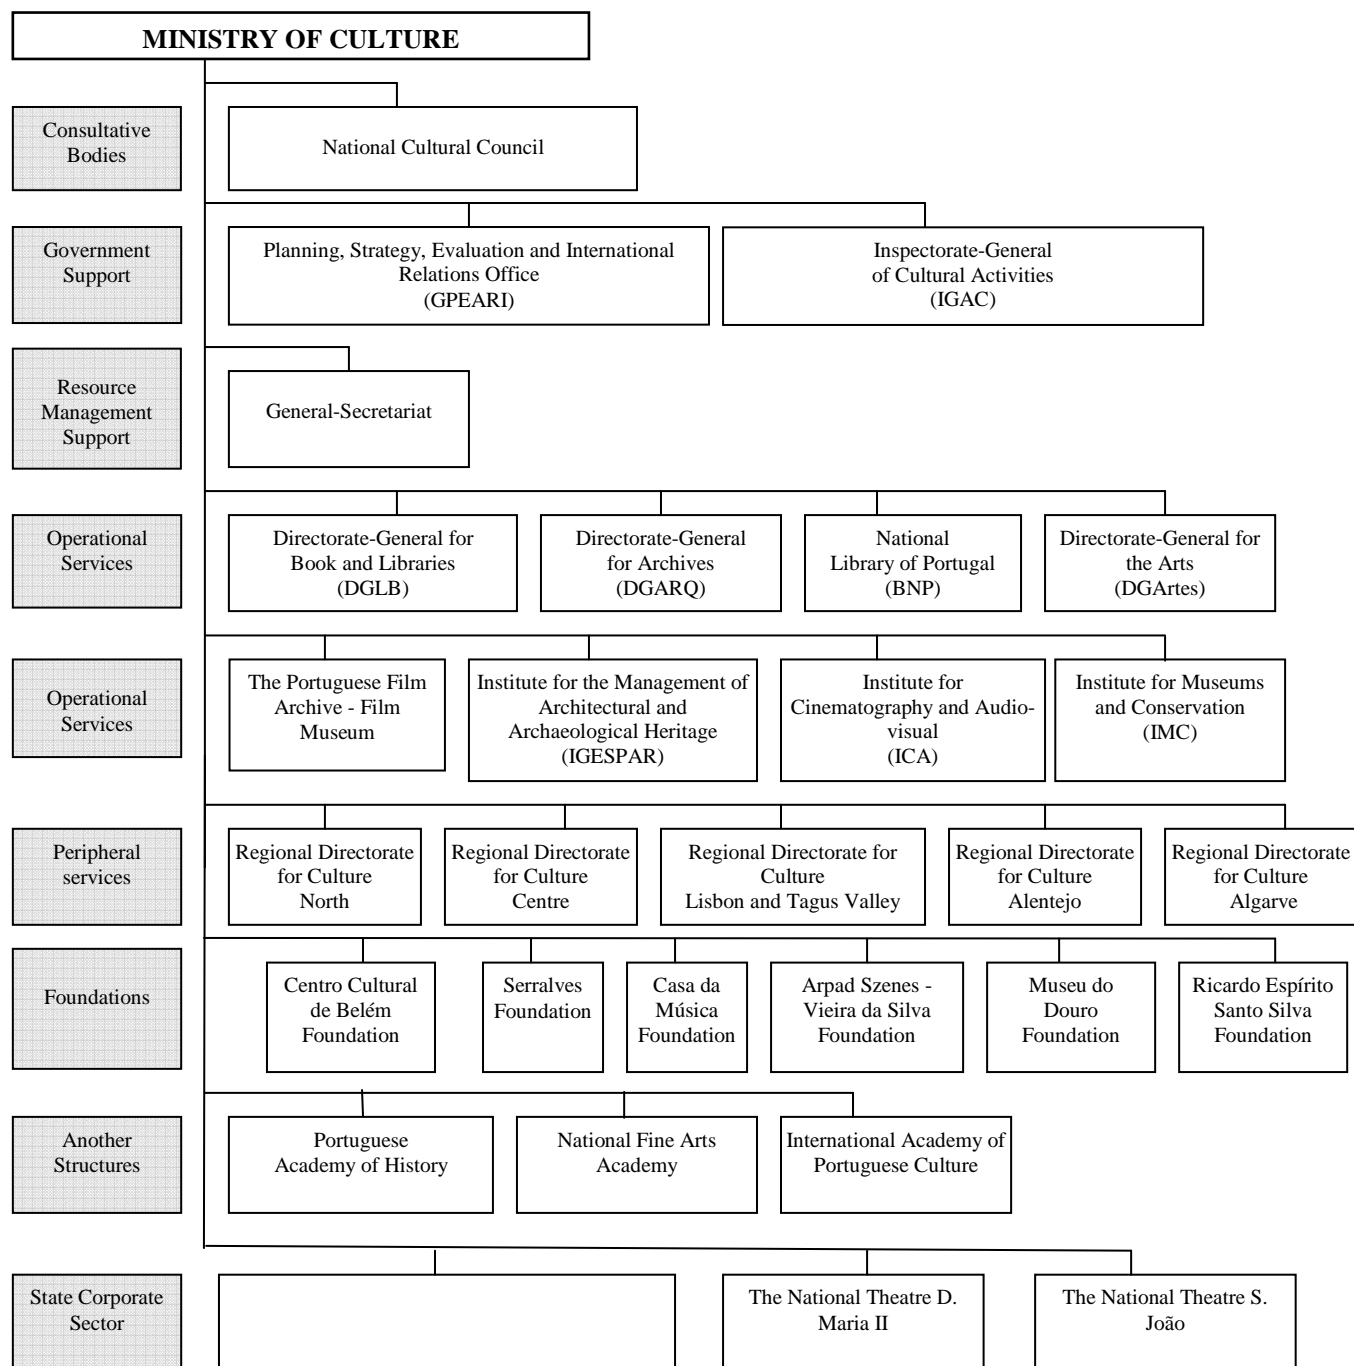 MINISTRY OF CULTURE
Consultative
Bodies
National Cultural Council
Government
Support
Planning, Strategy, Evaluation and International
Relations Office
(GPEARI)
Inspectorate-General
of Cultural Activities
(IGAC)
Resource
Management
Support
General-Secretariat
Operational
Services
Directorate-General for
Book and Libraries
(DGLB)
Directorate-General
for Archives
(DGARQ)
National
Library of Portugal
(BNP)
Directorate-General for
the Arts
(DGArtes)
Operational
Services
The Portuguese Film
Archive - Film
Museum
Institute for the Management of
Architectural and
Archaeological Heritage
(IGESPAR)
Institute for
Cinematography and Audio-
visual
(ICA)
Institute for Museums
and Conservation
(IMC)
Peripheral
services
Regional Directorate
for Culture
North
Regional Directorate
for Culture
Centre
Regional Directorate for
Culture
Lisbon and Tagus Valley
Regional Directorate
for Culture
Alentejo
Regional Directorate
for Culture
Algarve
Foundations
Centro Cultural
de Belém
Foundation
Serralves
Foundation
Casa da
Música
Foundation
Arpad Szenes -
Vieira da Silva
Foundation
Museu do
Douro
Foundation
Ricardo Espírito
Santo Silva
Foundation
Another
Structures
Portuguese
Academy of History
National Fine Arts
Academy
International Academy of
Portuguese Culture
State Corporate
Sector
The National Theatre D.
Maria II
The National Theatre S.
João